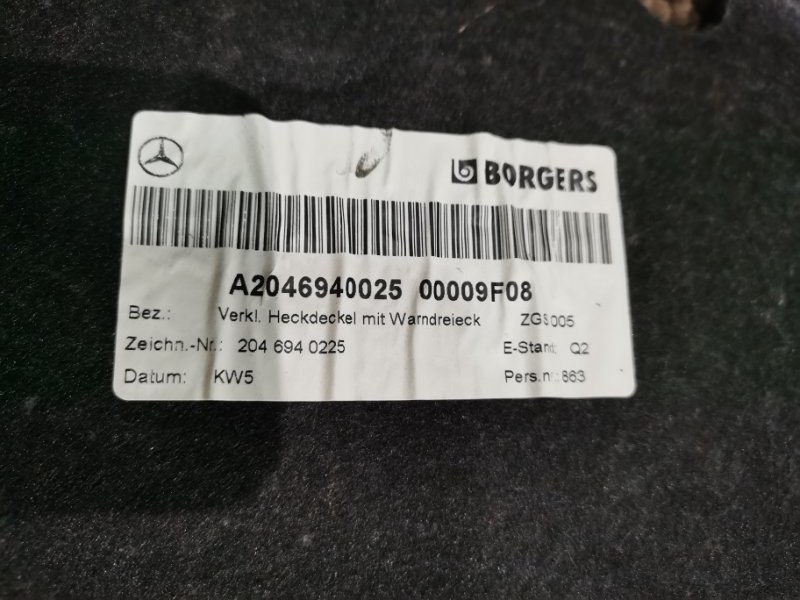 BORGERS
A2046940025 00009F08
Bez.: Verkl. Heckdeckel mit Warndreieck ZGS005
Zeichn.-Nr.: 204 694 0225 E-Stand: Q2
Datum: KW5 Pers.nr.: 863